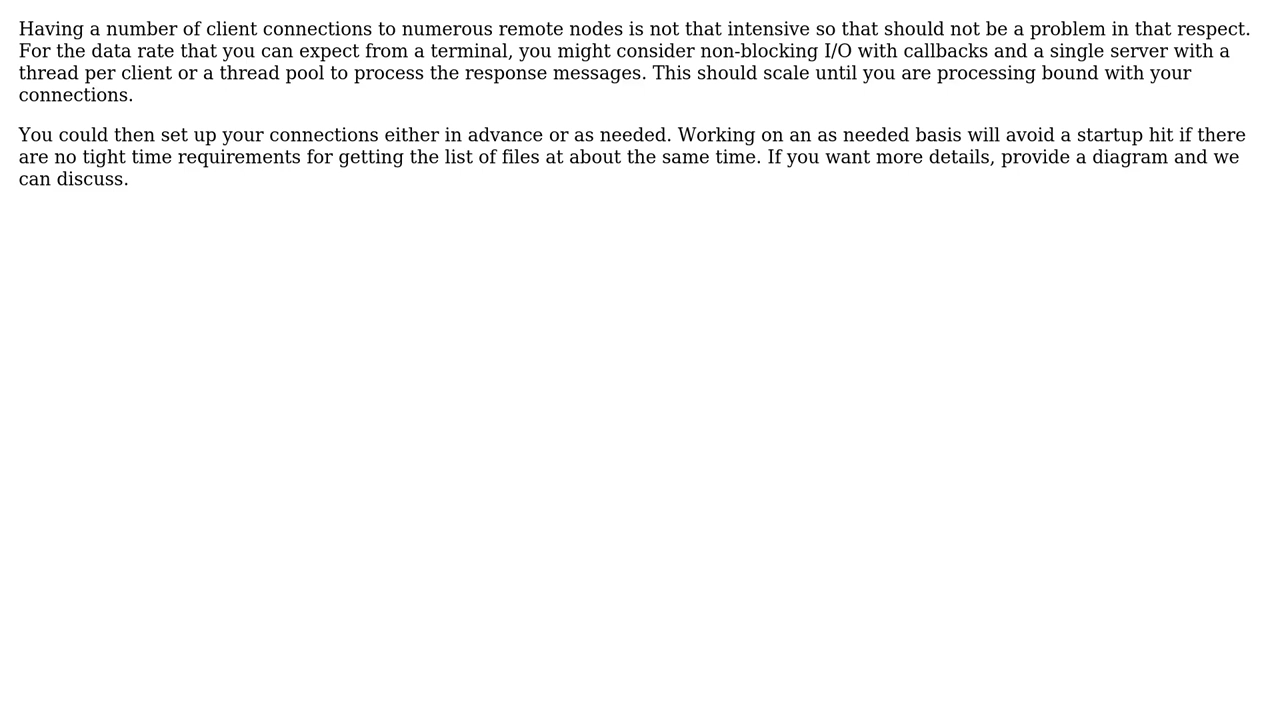 Having a number of client connections to numerous remote nodes is not that intensive so that should not be a problem in that respect.
For the data rate that you can expect from a terminal, you might consider non-blocking I/O with callbacks and a single server with a
thread per client or a thread pool to process the response messages. This should scale until you are processing bound with your
connections.
You could then set up your connections either in advance or as needed. Working on an as needed basis will avoid a startup hit if there
are no tight time requirements for getting the list of files at about the same time. If you want more details, provide a diagram and we
can discuss.